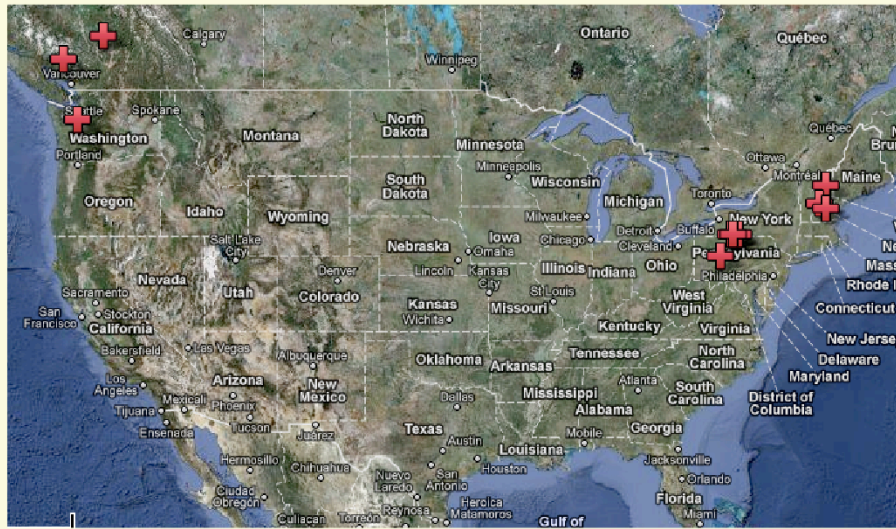 Calgary
Ontario
Québec
Vancouver
Winnipeg
Seattle
Spokane
Washington
North
Dakota
Montana
Minnesota
Québec
Portland
Minneapolis
Ottawa
Montréal
Maine
South
Dakota
Wisconsin
Oregon
Idaho
Wyoming
Michigan
Toronto
Milwaukee
Detroit
Buffalo
New York
Salt Lake
City
Nebraska
Iowa
Omaha
Chicago
Cleveland
Pennsylvania
Nevada
Utah
Denver
Colorado
Lincoln
Kansas
City
Illinois
Indiana
Ohio
Philadelphia
Rhode
Sacramento
Stockton
San
Francisco
California
Kansas
Wichita
Missouri
St Louis
West
Virginia
Connecticut
Kentucky
Virginia
New
Bakersfield
Las Vegas
Albuquerque
Oklahoma
Arkansas
Tennessee
North
Carolina
Delaware
Maryland
Los
Angeles
Arizona
New
Mexico
Dallas
Mississippi
Atlanta
South
Carolina
District of
Columbia
Tijuana
Mexicali
Phoenix
Tucson
Alabama
Ensenada
Juárez
Texas
Austin
Louisiana
Mobile
Georgia
Hermosillo
Chihuahua
San
Antonio
Houston
Jacksonville
Ciudad
Obregón
Nuevo
Laredo
Orlando
Culiacan
Torreón
Reynosa
Heroica
Matamoros
Florida
Miami
Gulf of